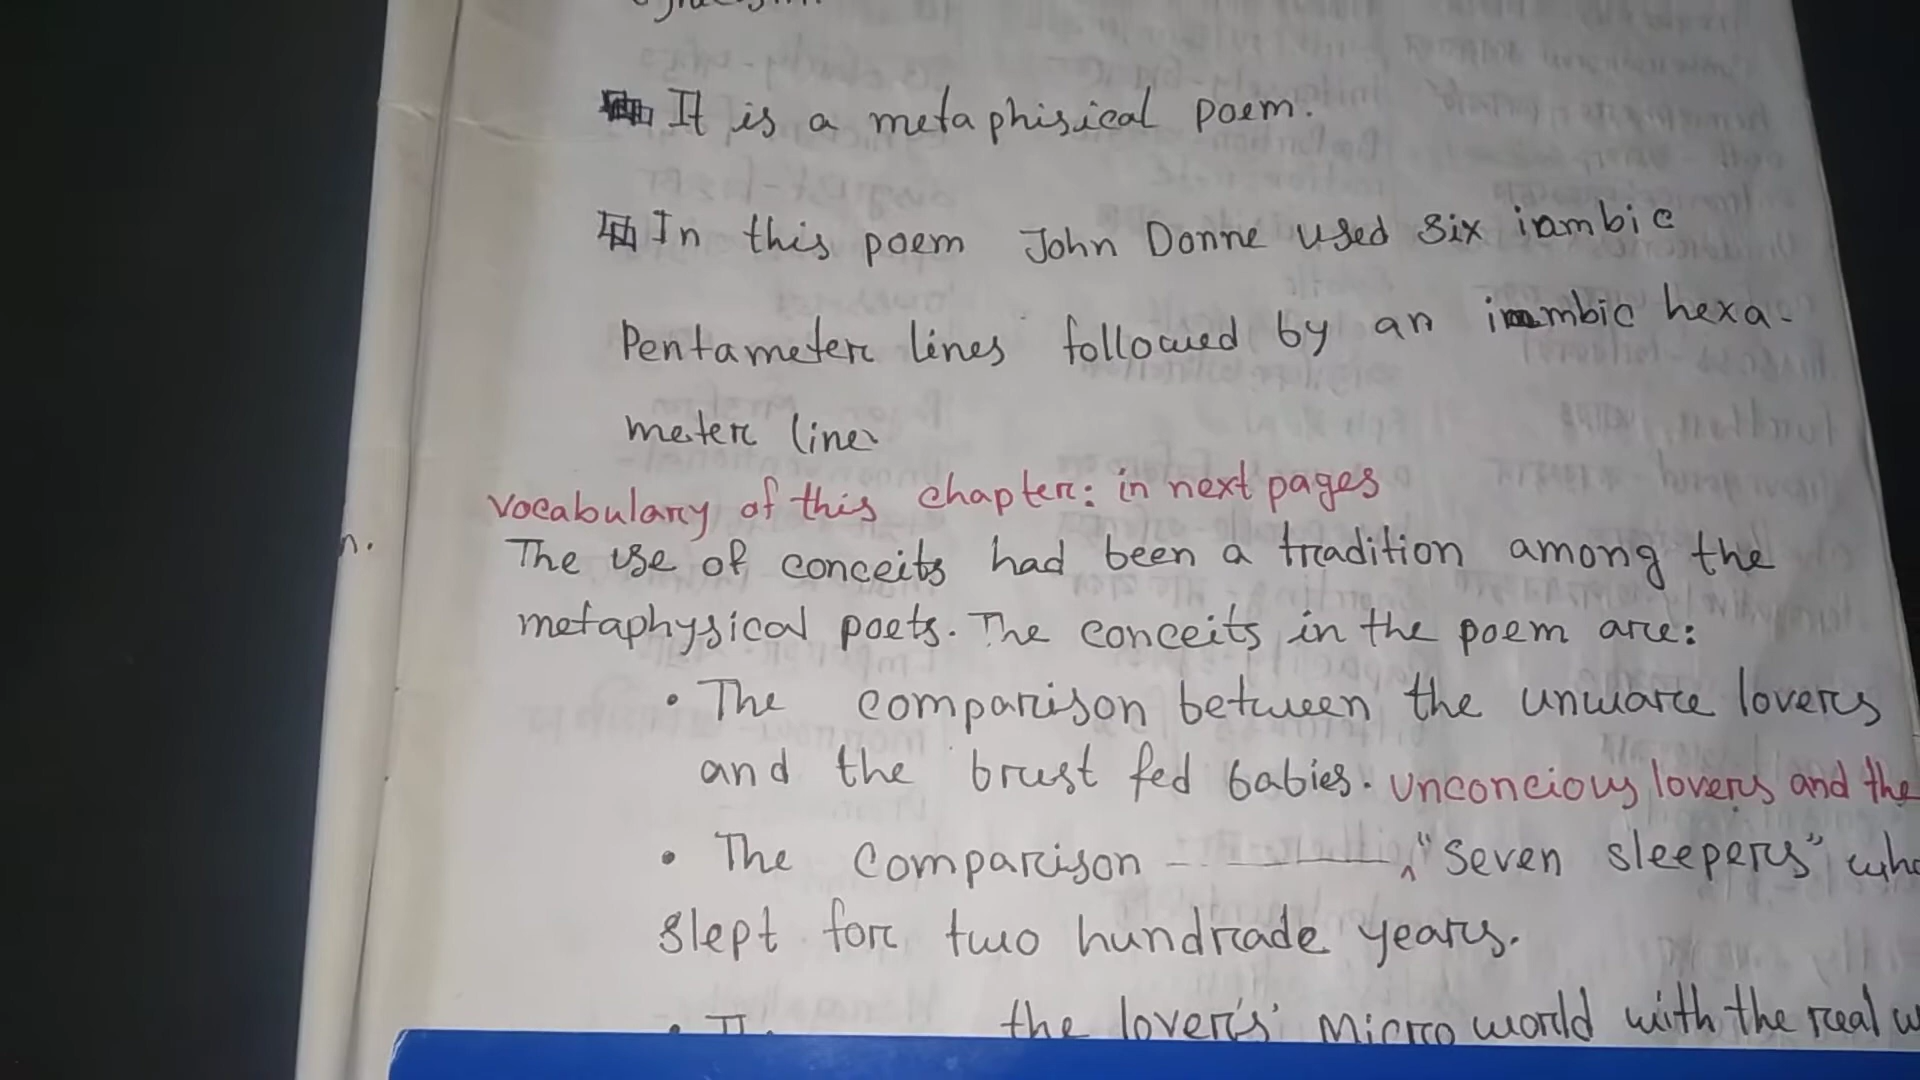 It is a metaphisical poem.
In this poem John Donne used six iambic
Pentameter lines followed by an iambic hexa-
meter line
vocabulary of this chapter: in next pages
n.
The use of conceits had been a tradition among the
metaphysical poets. The conceits in the poem are:
• The comparison between the unware lovers
and the brest fed babies. unconcious lovers and the
• The comparison ———, "seven sleepers" who
slept for two hundrade years.
the lover's' micro world with the real w